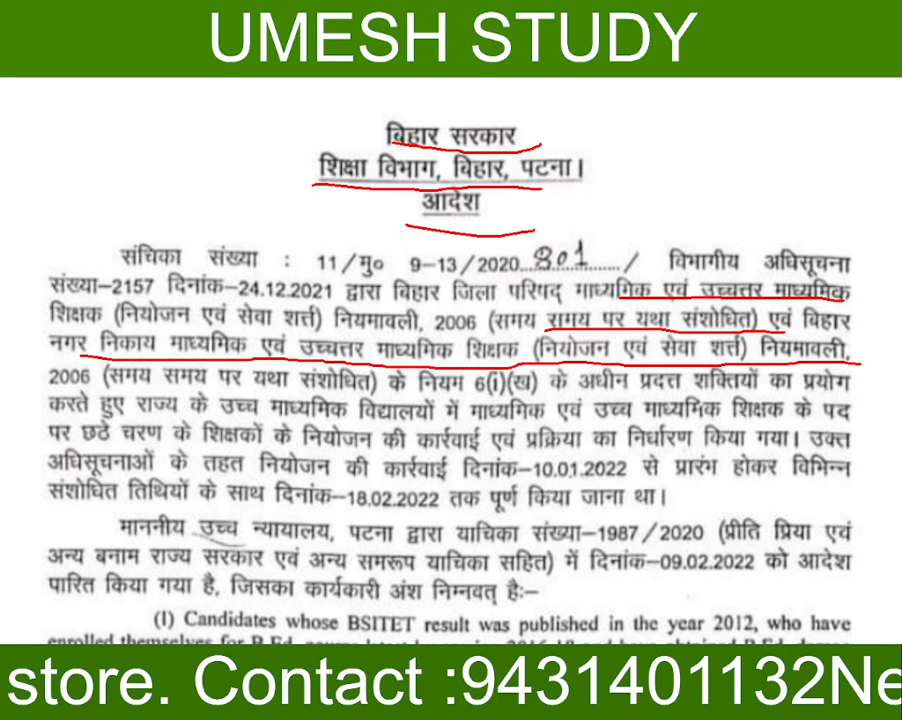 UMESH STUDY
बिहार सरकार
शिक्षा विभाग, बिहार, पटना।
आदेश
संचिका संख्या : 11/मु० 9–13/2020...801....../ विभागीय अधिसूचना
संख्या–2157 दिनांक–24.12.2021 द्वारा बिहार जिला परिषद माध्यमिक एवं उच्चत्तर माध्यमिक
शिक्षक (नियोजन एवं सेवा शर्त्त) नियमावली, 2006 (समय समय पर यथा संशोधित) एवं बिहार
नगर निकाय माध्यमिक एवं उच्चत्तर माध्यमिक शिक्षक (नियोजन एवं सेवा शर्त्त) नियमावली,
2006 (समय समय पर यथा संशोधित) के नियम 6(i)(ख) के अधीन प्रदत्त शक्तियों का प्रयोग
करते हुए राज्य के उच्च माध्यमिक विद्यालयों में माध्यमिक एवं उच्च माध्यमिक शिक्षक के पद
पर छठे चरण के शिक्षकों के नियोजन की कार्रवाई एवं प्रक्रिया का निर्धारण किया गया। उक्त
अधिसूचनाओं के तहत नियोजन की कार्रवाई दिनांक–10.01.2022 से प्रारंभ होकर विभिन्न
संशोधित तिथियों के साथ दिनांक–18.02.2022 तक पूर्ण किया जाना था।
माननीय उच्च न्यायालय, पटना द्वारा याचिका संख्या–1987/2020 (प्रीति प्रिया एवं
अन्य बनाम राज्य सरकार एवं अन्य समरूप याचिका सहित) में दिनांक–09.02.2022 को आदेश
पारित किया गया है, जिसका कार्यकारी अंश निम्नवत् है:–
(I) Candidates whose BSITET result was published in the year 2012, who have
store. Contact :9431401132Ne